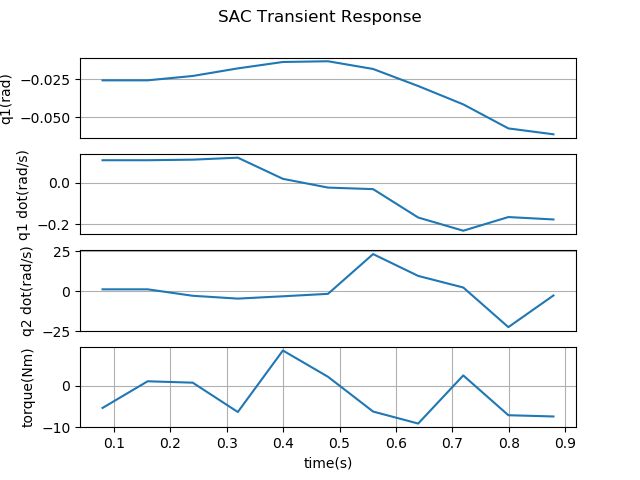 SAC Transient Response
q1(rad)
−0.025
−0.050
q1 dot(rad/s)
0.0
−0.2
q2 dot(rad/s)
25
0
−25
torque(Nm)
0
−10
0.1 0.2 0.3 0.4 0.5 0.6 0.7 0.8 0.9
time(s)